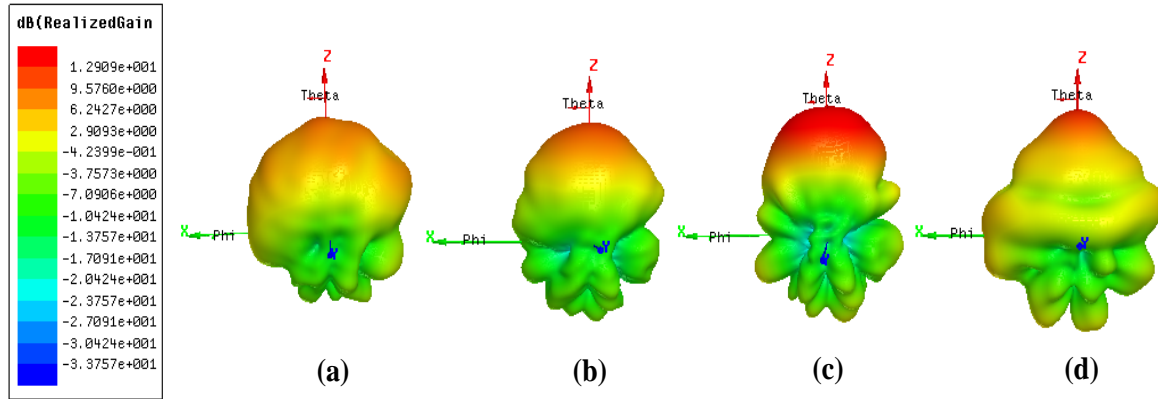 dB(RealizedGain
1.2909e+001
9.5760e+000
6.2427e+000
2.9093e+000
-4.2399e-001
-3.7573e+000
-7.0906e+000
-1.0424e+001
-1.3757e+001
-1.7091e+001
-2.0424e+001
-2.3757e+001
-2.7091e+001
-3.0424e+001
-3.3757e+001
Z
Theta
X
Phi
Y
(a)
Z
Theta
X
Phi
Y
(b)
Z
Theta
X
Phi
Y
(c)
Z
Theta
X
Phi
Y
(d)